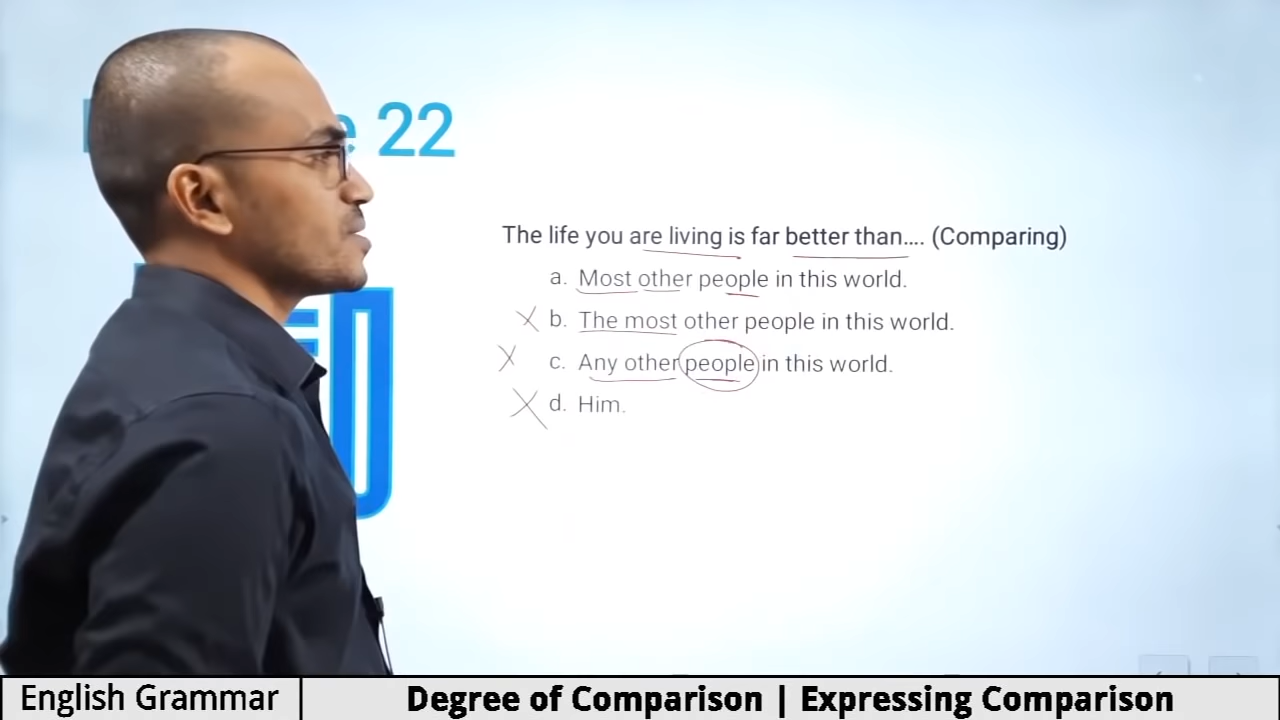 22
The life you are living is far better than.... (Comparing)
a. Most other people in this world.
b. The most other people in this world.
c. Any other people in this world.
d. Him.
English Grammar
Degree of Comparison | Expressing Comparison